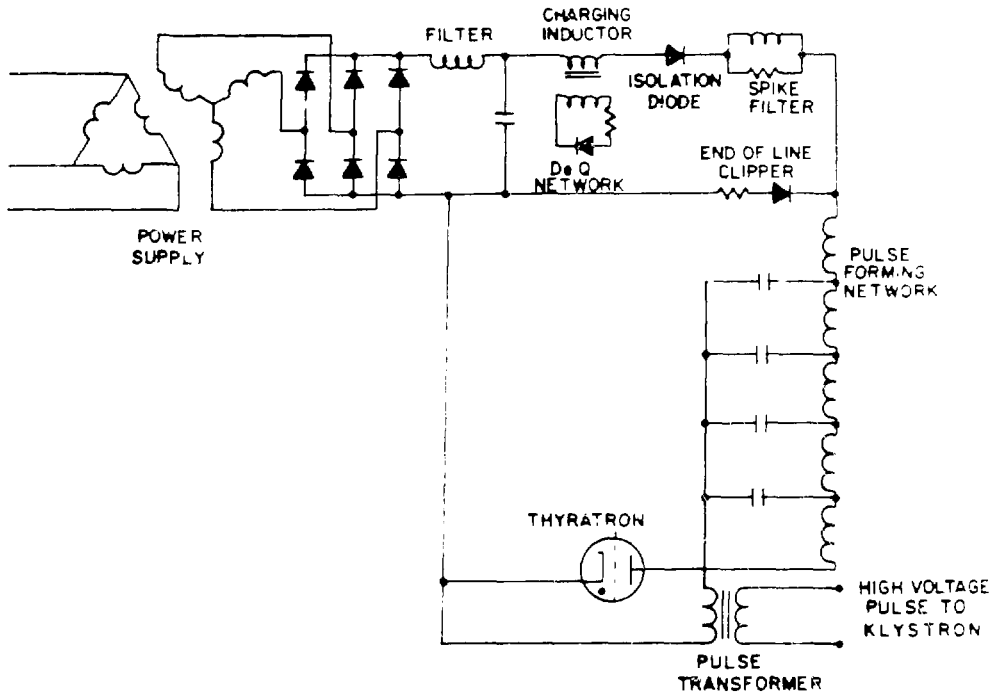 CHARGING
INDUCTOR
FILTER
ISOLATION
DIODE
SPIKE
FILTER
De Q
NETWORK
END OF LINE
CLIPPER
POWER
SUPPLY
PULSE
FORMING
NETWORK
THYRATRON
HIGH VOLTAGE
PULSE TO
KLYSTRON
PULSE
TRANSFORMER